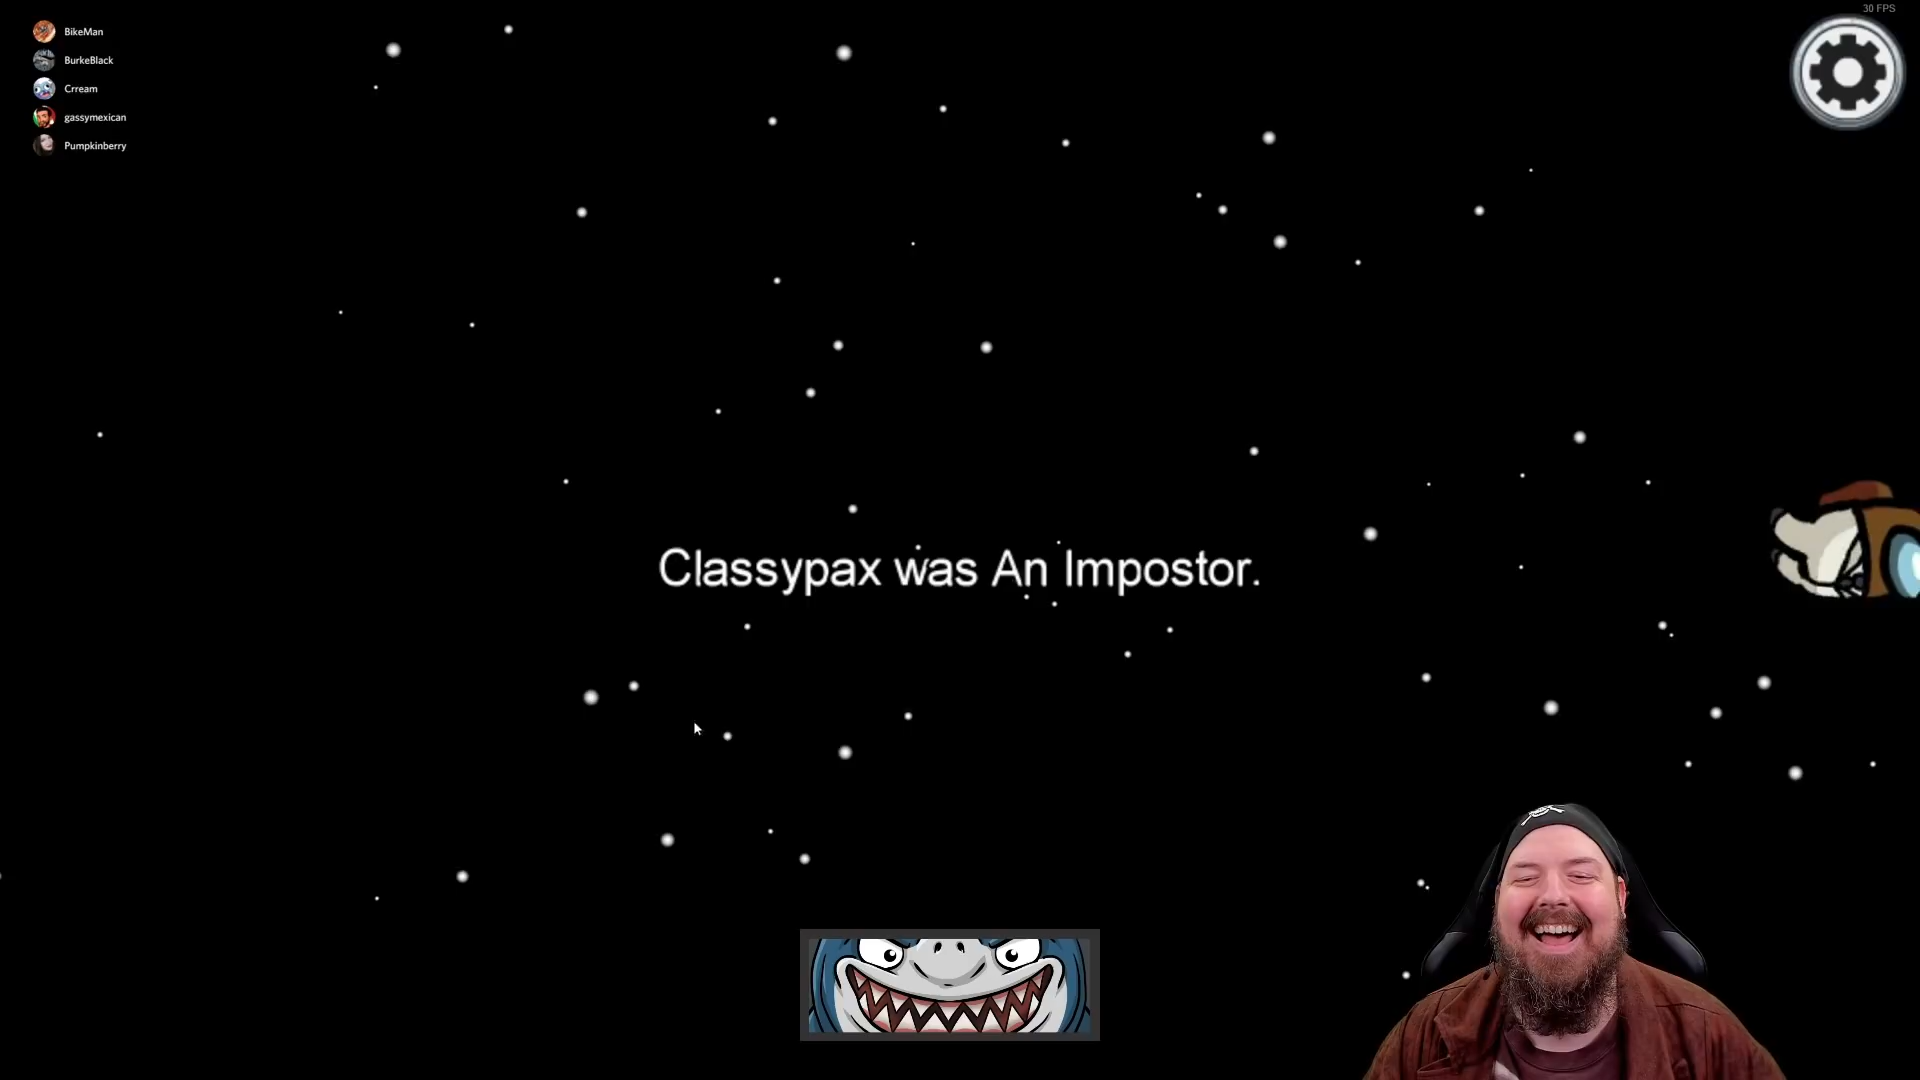 30 FPS
BikeMan
BurkeBlack
Crream
gassymexican
Pumpkinberry
Classypax was An Impostor.